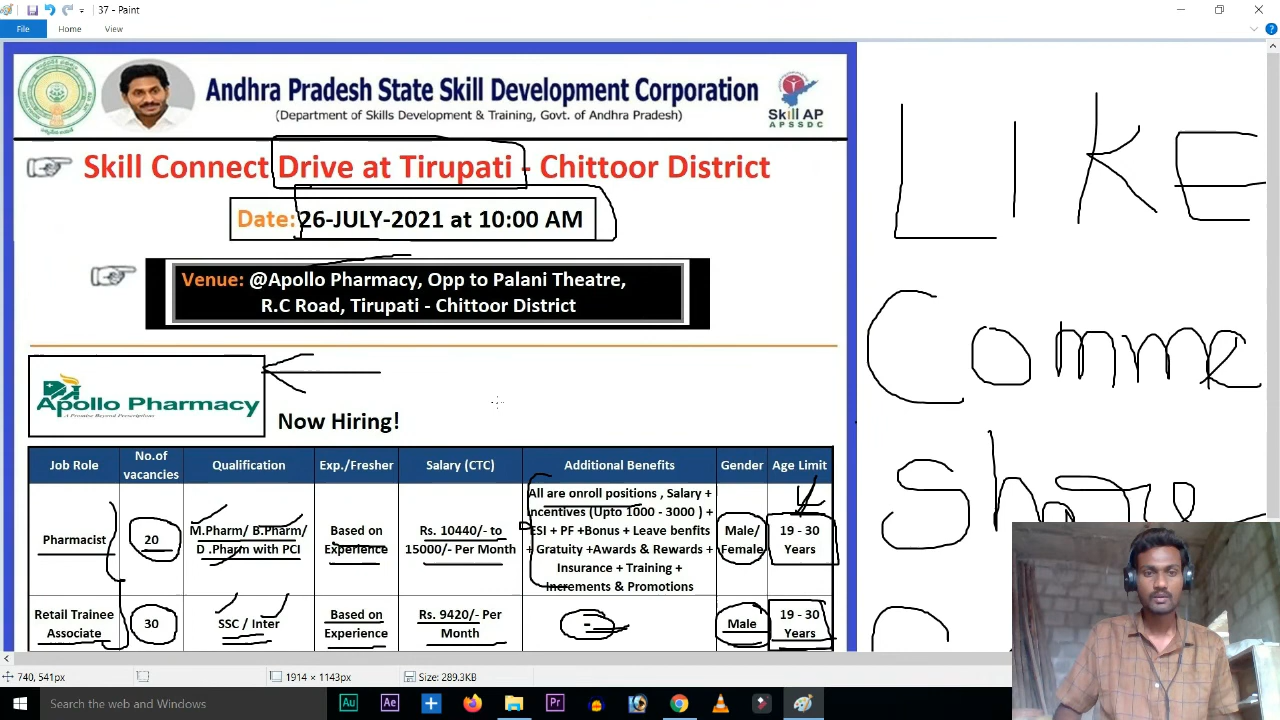 37 - Paint
File Home View
Andhra Pradesh State Skill Development Corporation
(Department of Skills Development & Training, Govt. of Andhra Pradesh)
Skill AP
APSSDC
Skill Connect Drive at Tirupati - Chittoor District
Date: 26-JULY-2021 at 10:00 AM
Venue: @Apollo Pharmacy, Opp to Palani Theatre,
R.C Road, Tirupati - Chittoor District
Apollo Pharmacy
Now Hiring!
Job Role No.of vacancies Qualification Exp./Fresher Salary (CTC) Additional Benefits Gender Age Limit
Pharmacist
20
M.Pharm/ B.Pharm/
D .Pharm with PCI
Based on
Experience
Rs. 10440/- to
15000/- Per Month
All are onroll positions , Salary +
Incentives (Upto 1000 - 3000 ) +
ESI + PF +Bonus + Leave benfits
+ Gratuity +Awards & Rewards +
Insurance + Training +
Increments & Promotions
Male/
Female
19 - 30
Years
Retail Trainee
Associate
30
SSC / Inter
Based on
Experience
Rs. 9420/- Per
Month
-
Male
19 - 30
Years
LIKE
Comme
Share
740, 541px
1914 × 1143px
Size: 289.3KB
Search the web and Windows
Au
Ae
Pr